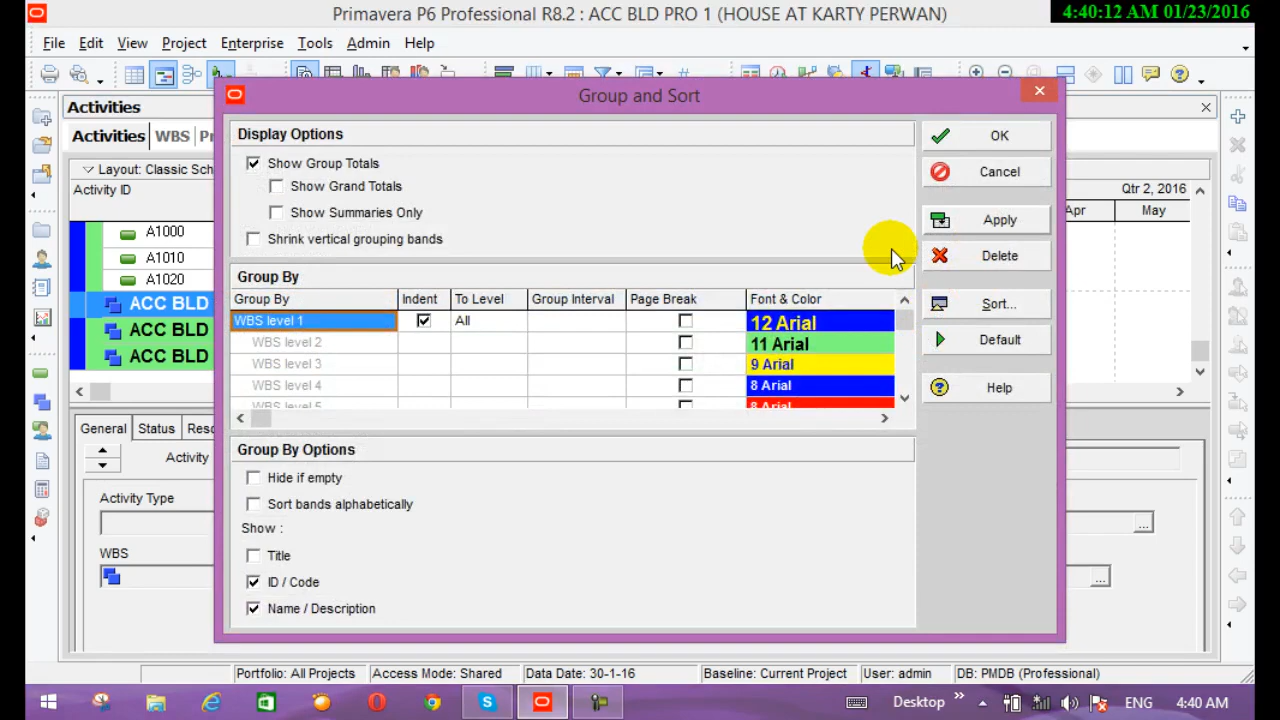 Primavera P6 Professional R8.2 : ACC BLD PRO 1 (HOUSE AT KARTY PERWAN)
4:40:12 AM 01/23/2016
File Edit View Project Enterprise Tools Admin Help
Activities
Activities WBS
Layout: Classic
Activity ID
A1000
A1010
A1020
ACC BLD
ACC BLD
ACC BLD
Qtr 2, 2016
Apr May
Group and Sort
Display Options
Show Group Totals
Show Grand Totals
Show Summaries Only
Shrink vertical grouping bands
Group By
Group By Indent To Level Group Interval Page Break Font & Color
WBS level 1 All 12 Arial
WBS level 2 11 Arial
WBS level 3 9 Arial
WBS level 4 8 Arial
WBS level 5 8 Arial
Group By Options
Hide if empty
Sort bands alphabetically
Show :
Title
ID / Code
Name / Description
OK
Cancel
Apply
Delete
Sort...
Default
Help
General Status
Activity
Activity Type
WBS
Portfolio: All Projects Access Mode: Shared Data Date: 30-1-16 Baseline: Current Project User: admin DB: PMDB (Professional)
Desktop ENG 4:40 AM